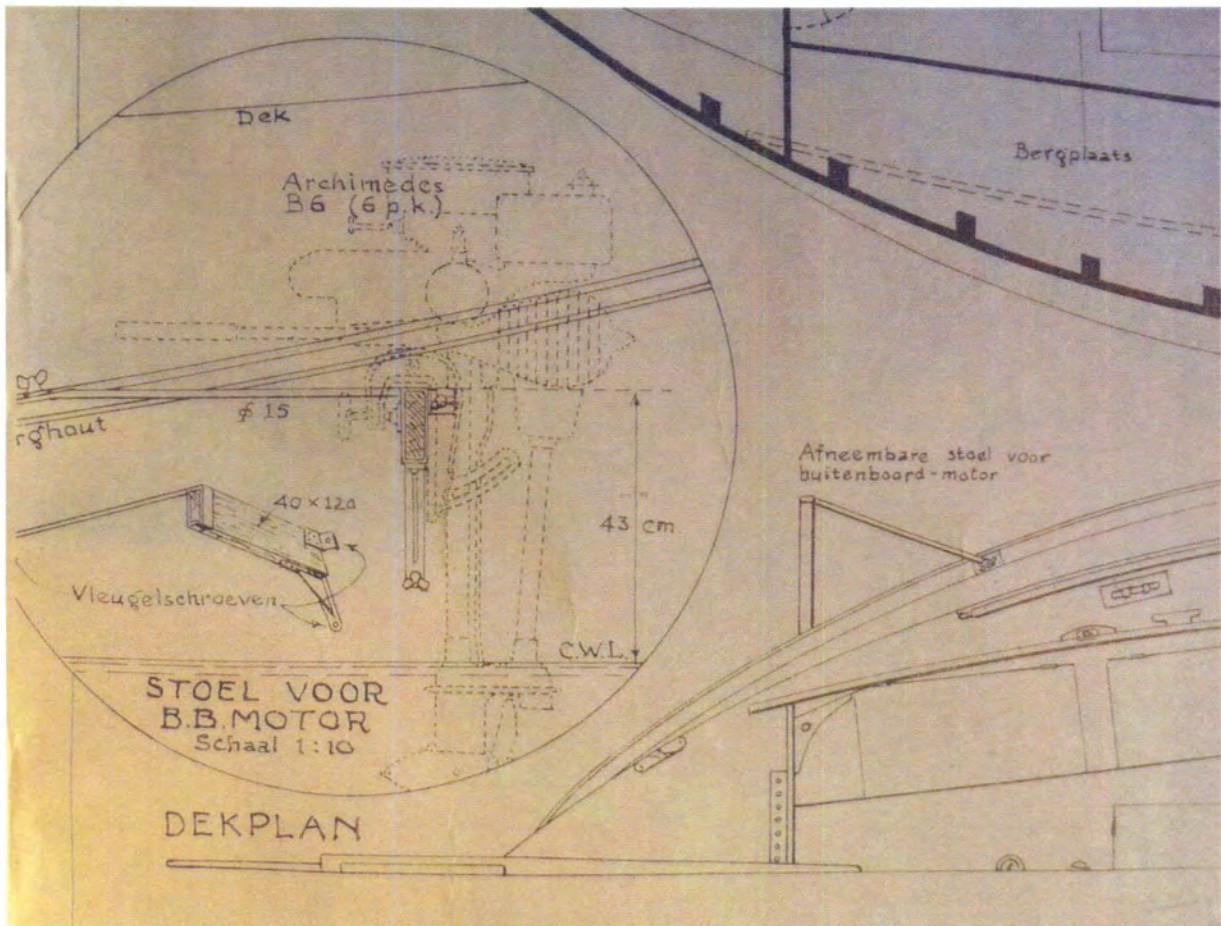 Dek
Archimedes
B6 (6 p.k.)
Bergplaats
ø 15
rghout
40 × 120
43 cm
Vleugelschroeven
C.W.L.
STOEL VOOR
B.B. MOTOR
Schaal 1:10
Afneembare stoel voor
buitenboord-motor
DEKPLAN